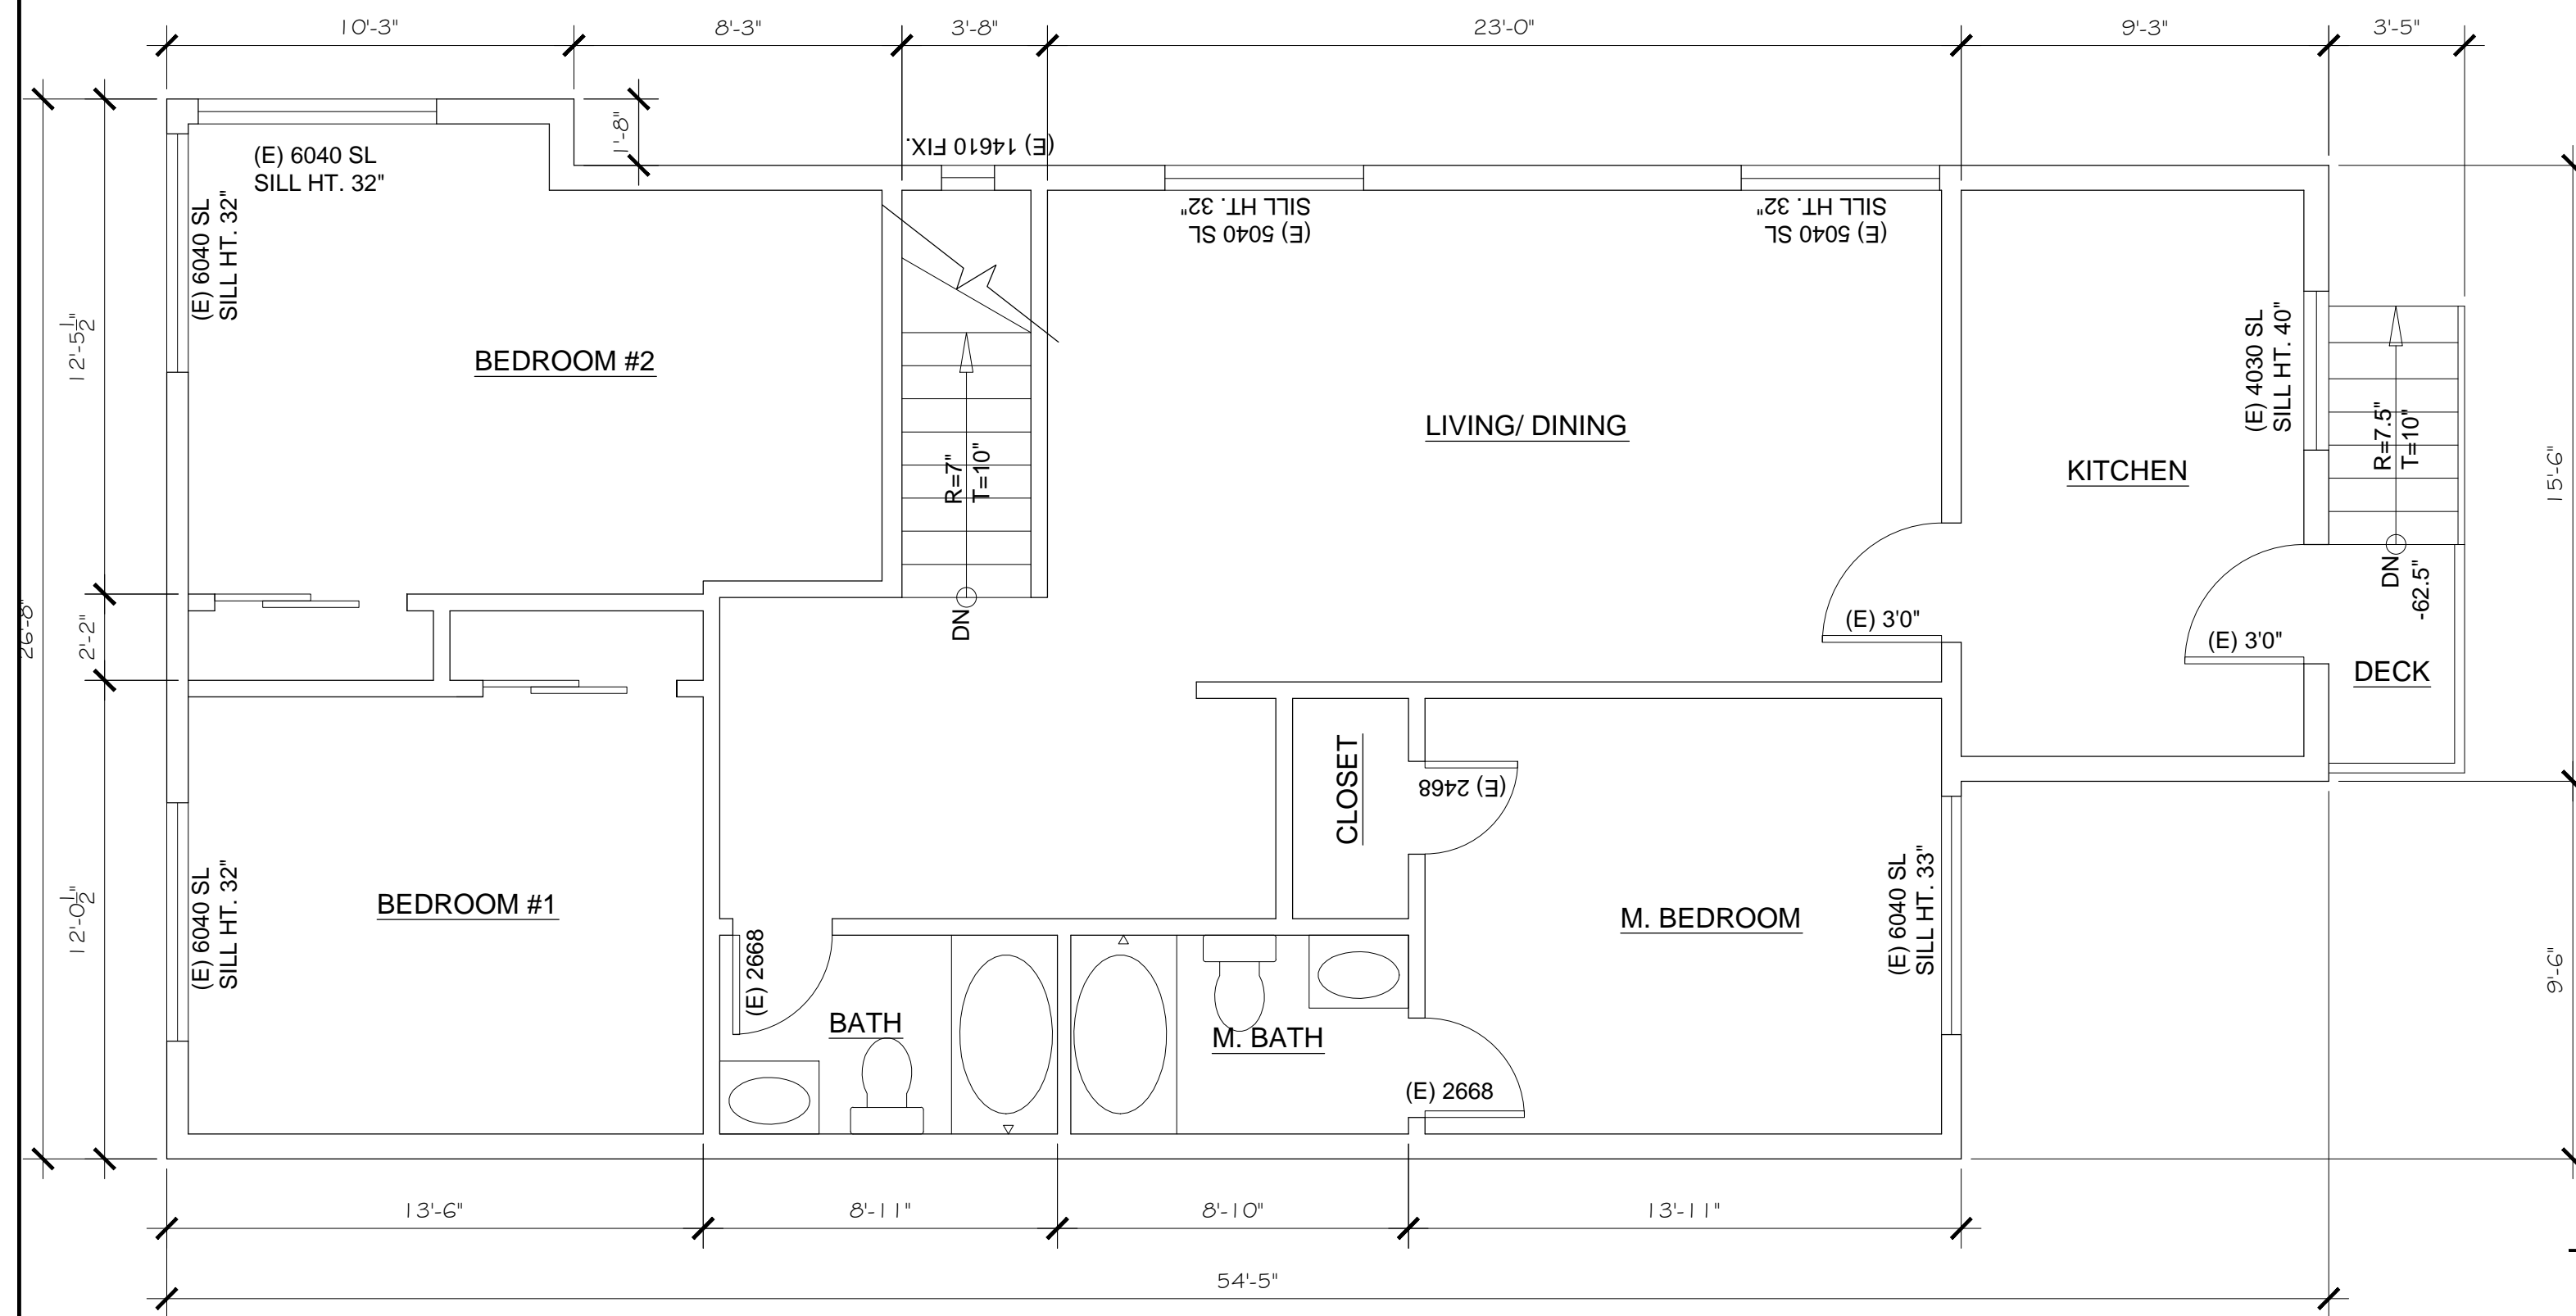 10'-3"
8'-3"
3'-8"
23'-0"
9'-3"
3'-5"
1'-8"
(E) 14610 FIX.
(E) 6040 SL
SILL HT. 32"
(E) 6040 SL
SILL HT. 32"
(E) 5040 SL
SILL HT. 32"
(E) 5040 SL
SILL HT. 32"
12'-5 1/2"
BEDROOM #2
LIVING/ DINING
KITCHEN
(E) 4030 SL
SILL HT. 40"
R=7"
T=10"
R=7.5"
T=10"
15'-6"
DN
DN
-62.5"
26'-8"
2'-2"
(E) 3'0"
(E) 3'0"
DECK
CLOSET
(E) 2468
12'-0 1/2"
(E) 6040 SL
SILL HT. 32"
BEDROOM #1
M. BEDROOM
(E) 6040 SL
SILL HT. 33"
9'-6"
(E) 2668
BATH
M. BATH
(E) 2668
13'-6"
8'-11"
8'-10"
13'-11"
54'-5"